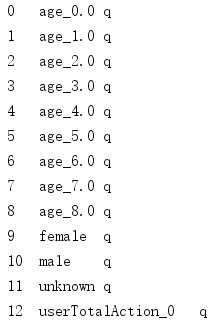 0 age_0.0 q
1 age_1.0 q
2 age_2.0 q
3 age_3.0 q
4 age_4.0 q
5 age_5.0 q
6 age_6.0 q
7 age_7.0 q
8 age_8.0 q
9 female q
10 male q
11 unknown q
12 userTotalAction_0 q